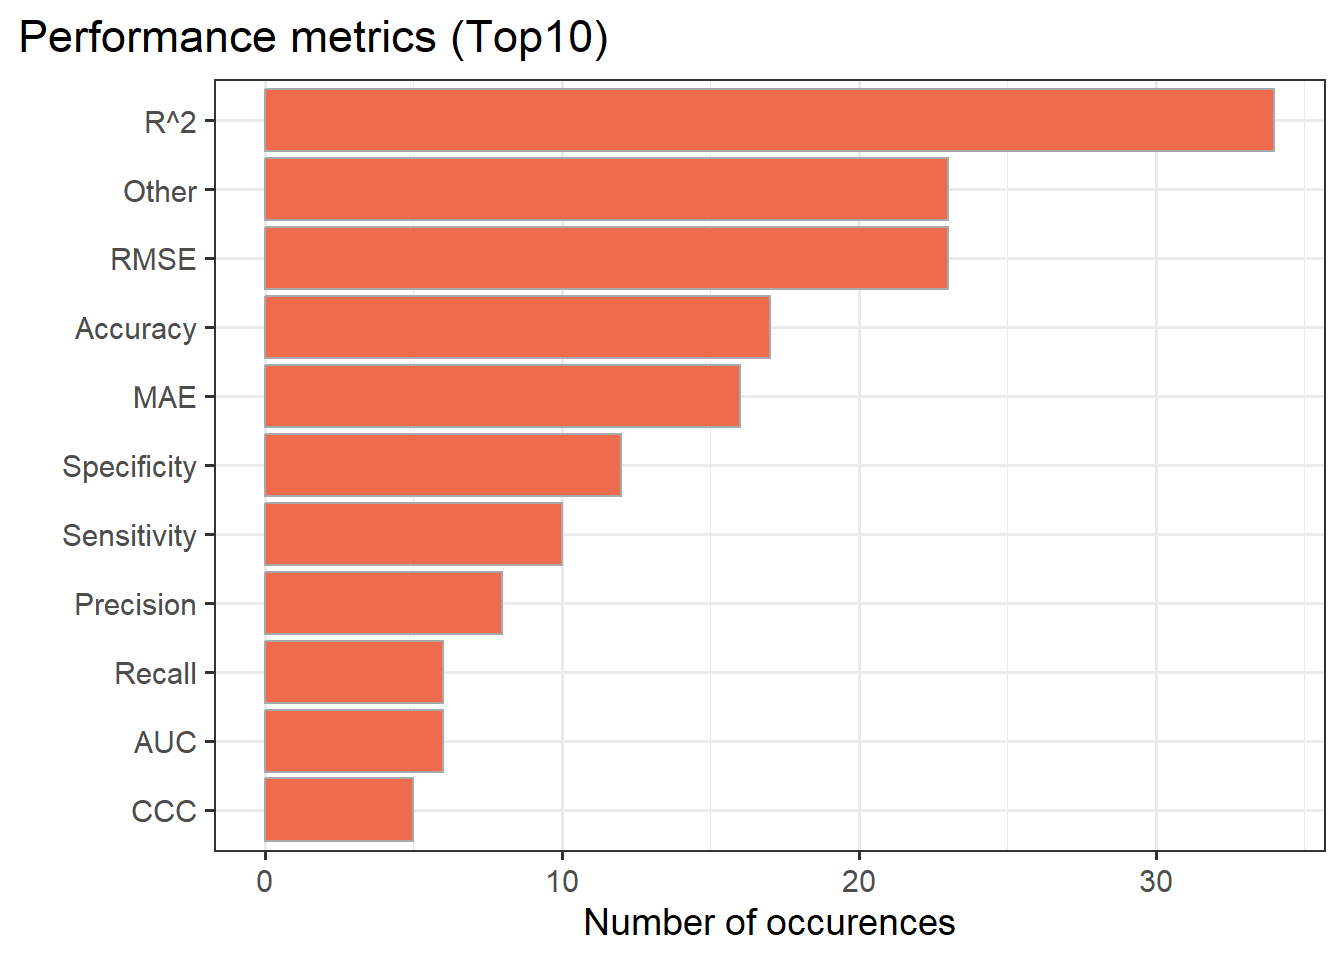 Performance metrics (Top10)
R^2
Other
RMSE
Accuracy
MAE
Specificity
Sensitivity
Precision
Recall
AUC
CCC
0 10 20 30
Number of occurences